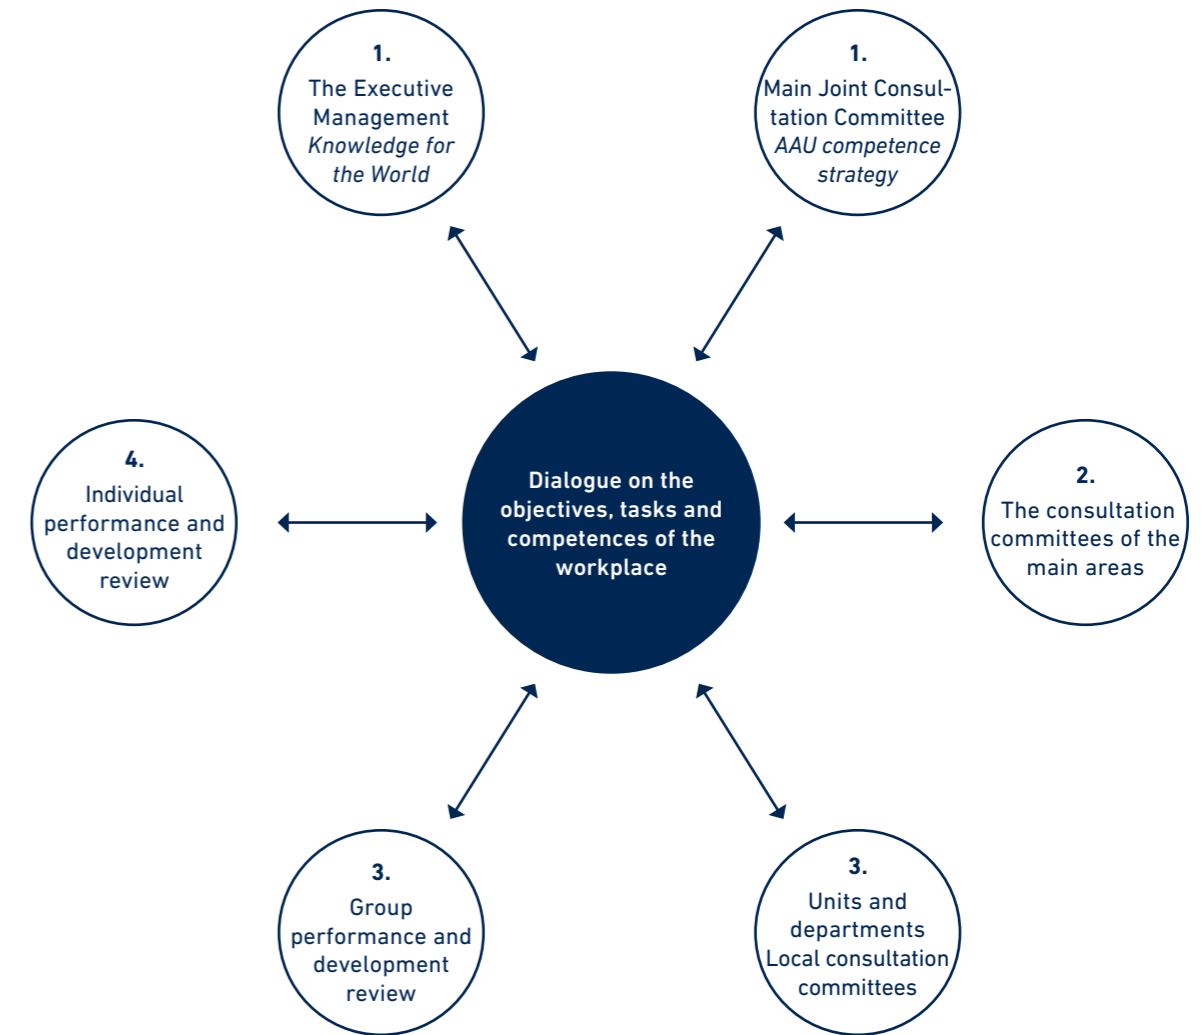 1.
The Executive
Management
Knowledge for
the World
1.
Main Joint Consul-
tation Committee
AAU competence
strategy
4.
Individual
performance and
development
review
Dialogue on the
objectives, tasks and
competences of the
workplace
2.
The consultation
committees of the
main areas
3.
Group
performance and
development
review
3.
Units and
departments
Local consultation
committees